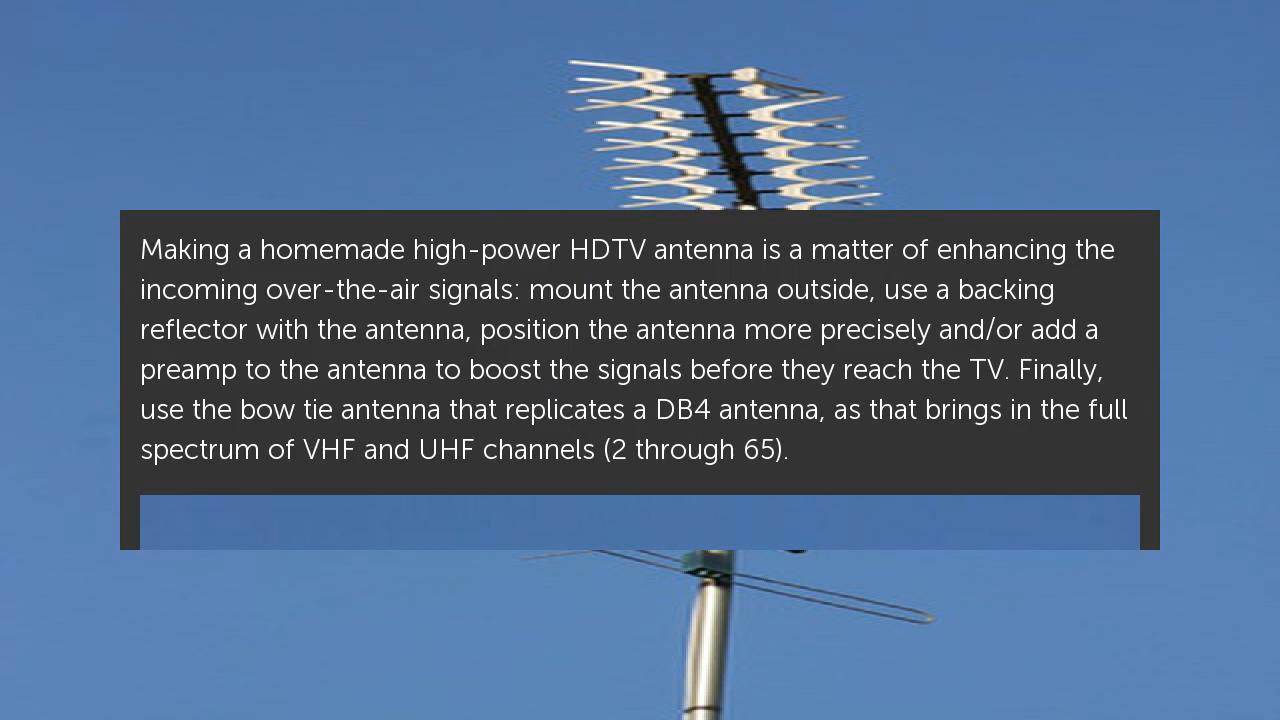 Making a homemade high-power HDTV antenna is a matter of enhancing the
incoming over-the-air signals: mount the antenna outside, use a backing
reflector with the antenna, position the antenna more precisely and/or add a
preamp to the antenna to boost the signals before they reach the TV. Finally,
use the bow tie antenna that replicates a DB4 antenna, as that brings in the full
spectrum of VHF and UHF channels (2 through 65).